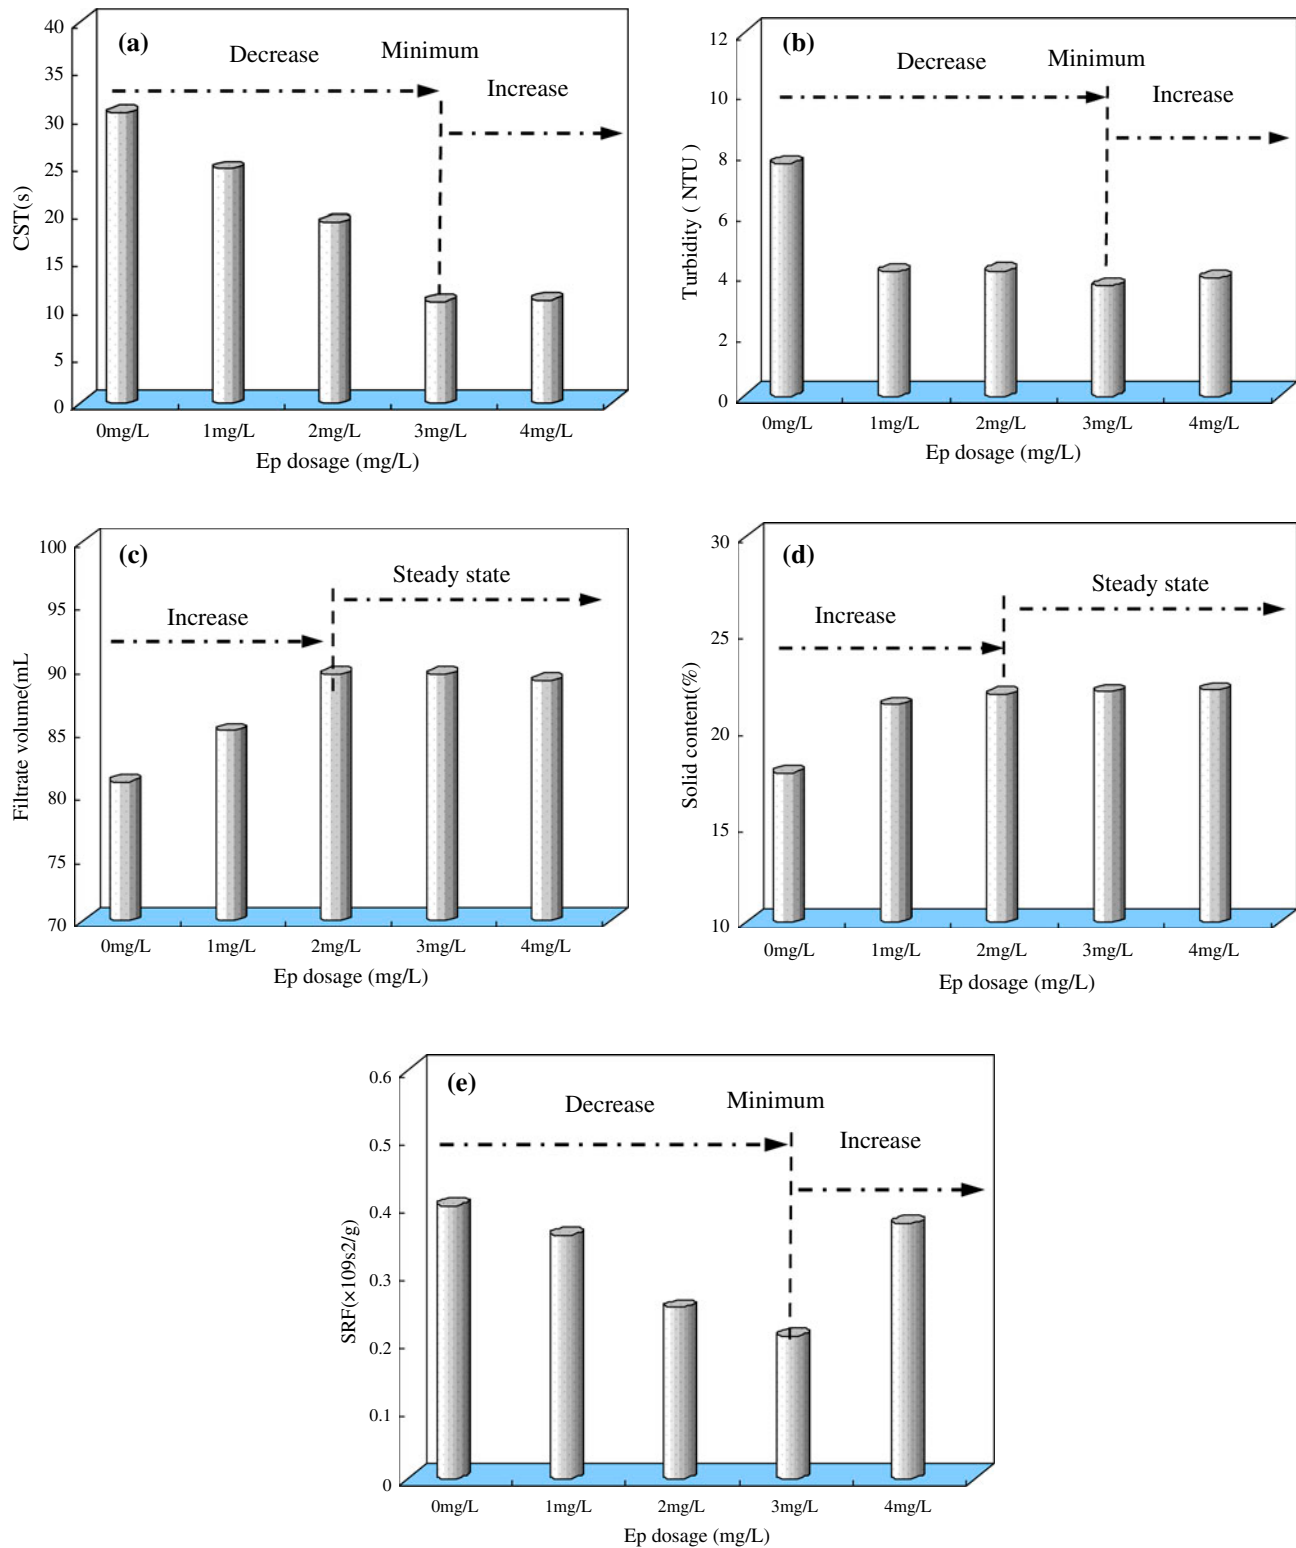 (a)
Decrease
Minimum
Increase
40
35
30
25
20
15
10
5
0
CST(s)
0mg/L 1mg/L 2mg/L 3mg/L 4mg/L
Ep dosage (mg/L)
(b)
Decrease
Minimum
Increase
12
10
8
6
4
2
0
Turbidity ( NTU )
0mg/L 1mg/L 2mg/L 3mg/L 4mg/L
Ep dosage (mg/L)
(c)
Steady state
Increase
100
95
90
85
80
75
70
Filtrate volume(mL
0mg/L 1mg/L 2mg/L 3mg/L 4mg/L
Ep dosage (mg/L)
(d)
Steady state
Increase
30
25
20
15
10
Solid content(%)
0mg/L 1mg/L 2mg/L 3mg/L 4mg/L
Ep dosage (mg/L)
(e)
Decrease
Minimum
Increase
0.6
0.5
0.4
0.3
0.2
0.1
0
SRF(×109s2/g)
0mg/L 1mg/L 2mg/L 3mg/L 4mg/L
Ep dosage (mg/L)